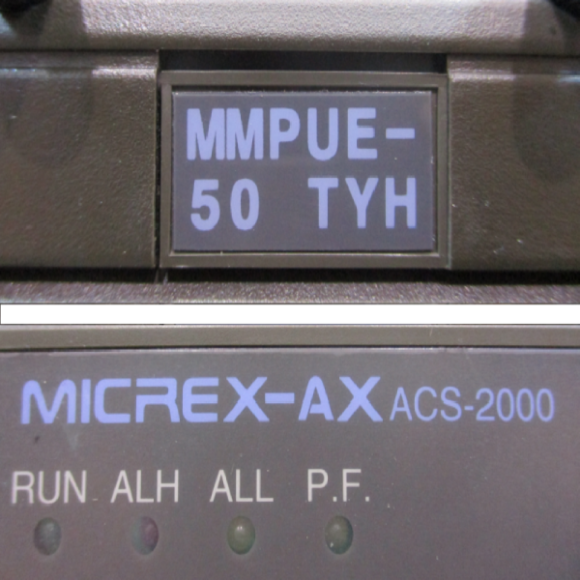 MMPUE-
50 TYH
MICREX-AX ACS-2000
RUN ALH ALL P.F.